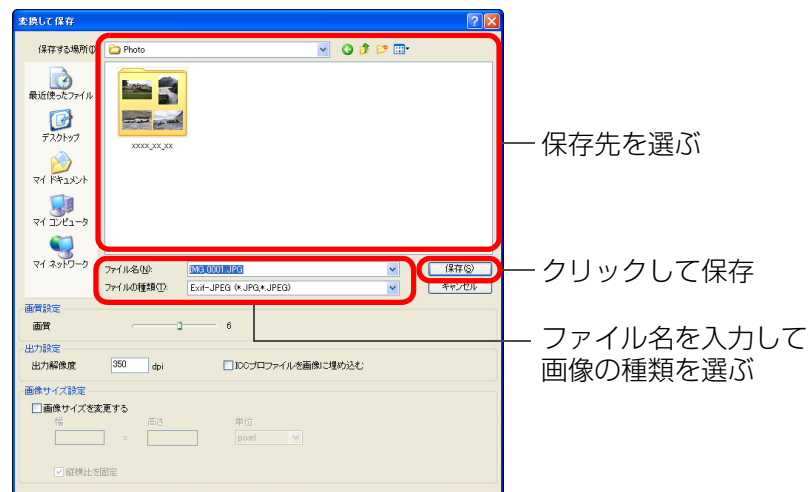 変換して保存
保存する場所(I):
Photo
最近使ったファイル
デスクトップ
マイ ドキュメント
マイ コンピュータ
マイ ネットワーク
xxxx_xx_xx
保存先を選ぶ
ファイル名(N):
IMG_0001.JPG
保存(S)
クリックして保存
ファイルの種類(T):
Exif-JPEG (*.JPG,*.JPEG)
キャンセル
ファイル名を入力して
画像の種類を選ぶ
画質設定
画質
6
出力設定
出力解像度
350
dpi
ICCプロファイルを画像に埋め込む
画像サイズ設定
画像サイズを変更する
幅
高さ
単位
x
pixel
縦横比を固定